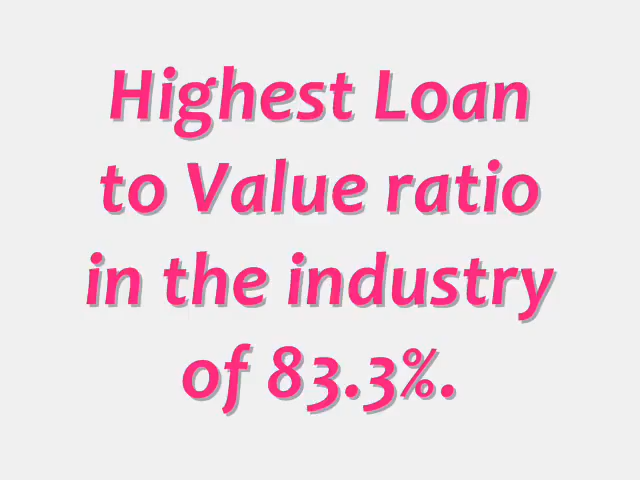 Highest Loan
to Value ratio
in the industry
of 83.3%.